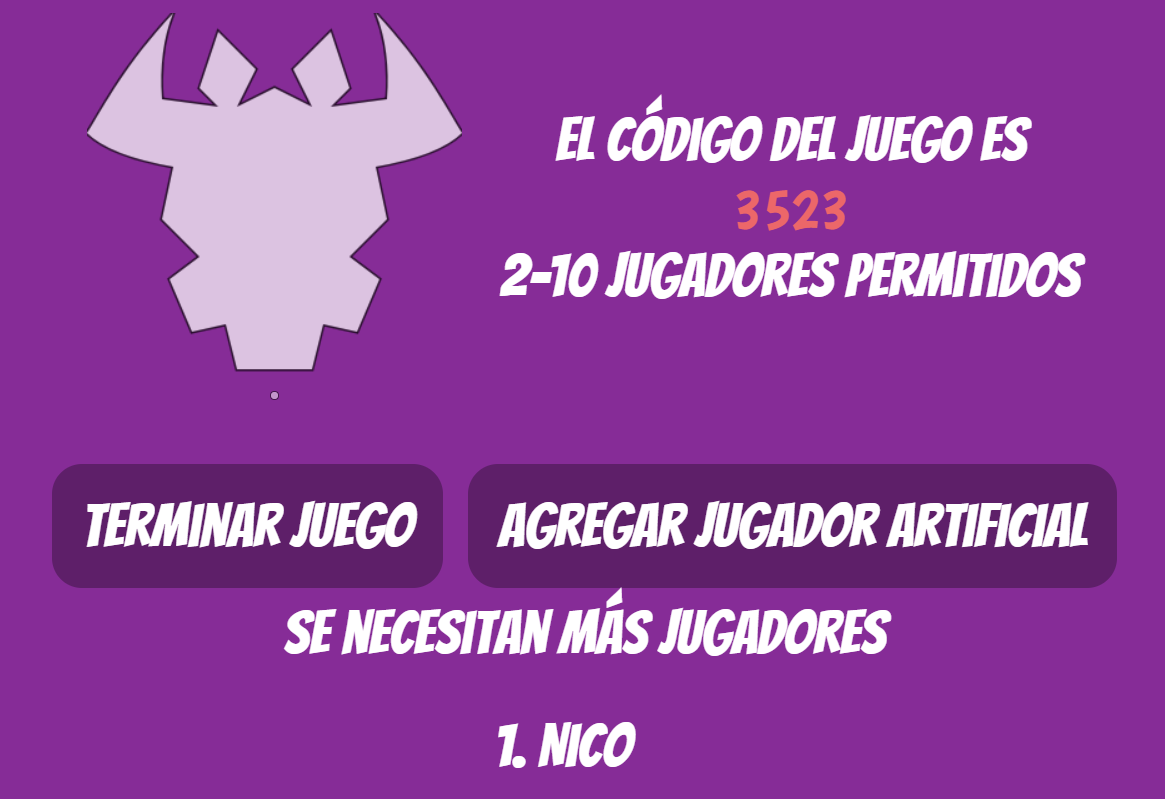 EL CÓDIGO DEL JUEGO ES
3523
2-10 JUGADORES PERMITIDOS
TERMINAR JUEGO
AGREGAR JUGADOR ARTIFICIAL
SE NECESITAN MÁS JUGADORES
1. NICO